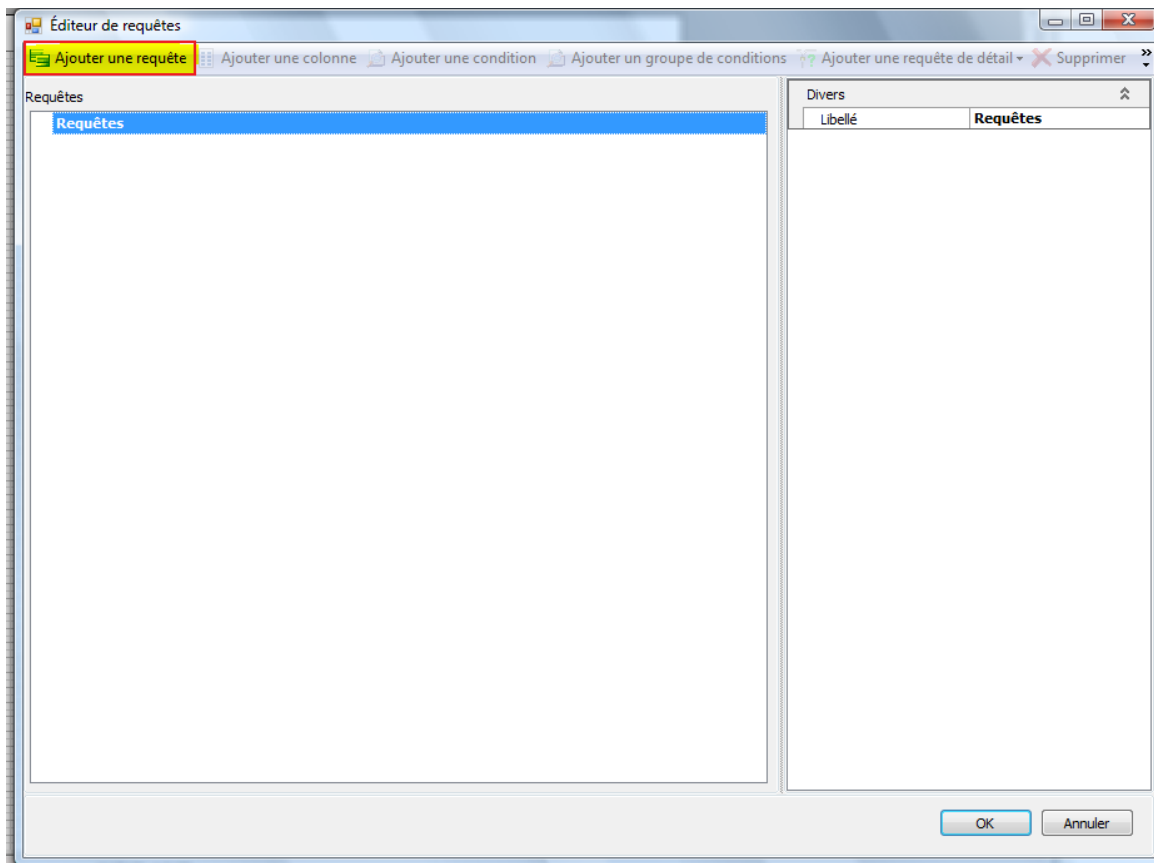 Éditeur de requêtes
Ajouter une requête Ajouter une colonne Ajouter une condition Ajouter un groupe de conditions Ajouter une requête de détail Supprimer
Requêtes
Requêtes
Divers
Libellé Requêtes
OK Annuler